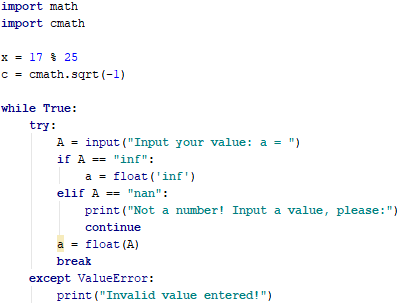 import math
import cmath
x = 17 % 25
c = cmath.sqrt(-1)
while True:
try:
A = input("Input your value: a = ")
if A == "inf":
a = float('inf')
elif A == "nan":
print("Not a number! Input a value, please:")
continue
a = float(A)
break
except ValueError:
print("Invalid value entered!")